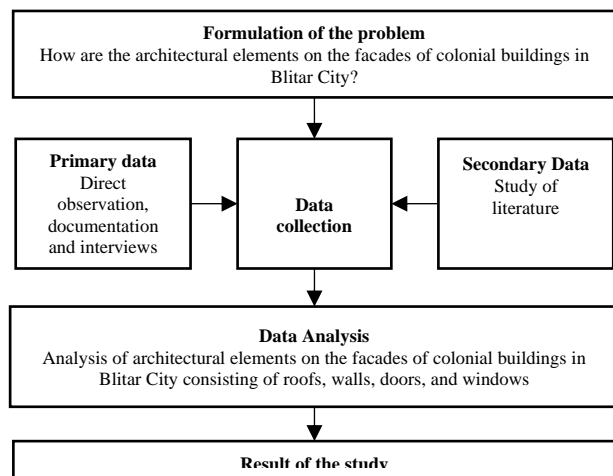 Formulation of the problem
How are the architectural elements on the facades of colonial buildings in
Blitar City?
Primary data
Direct
observation,
documentation
and interviews
Data
collection
Secondary Data
Study of
literature
Data Analysis
Analysis of architectural elements on the facades of colonial buildings in
Blitar City consisting of roofs, walls, doors, and windows
Result of the study